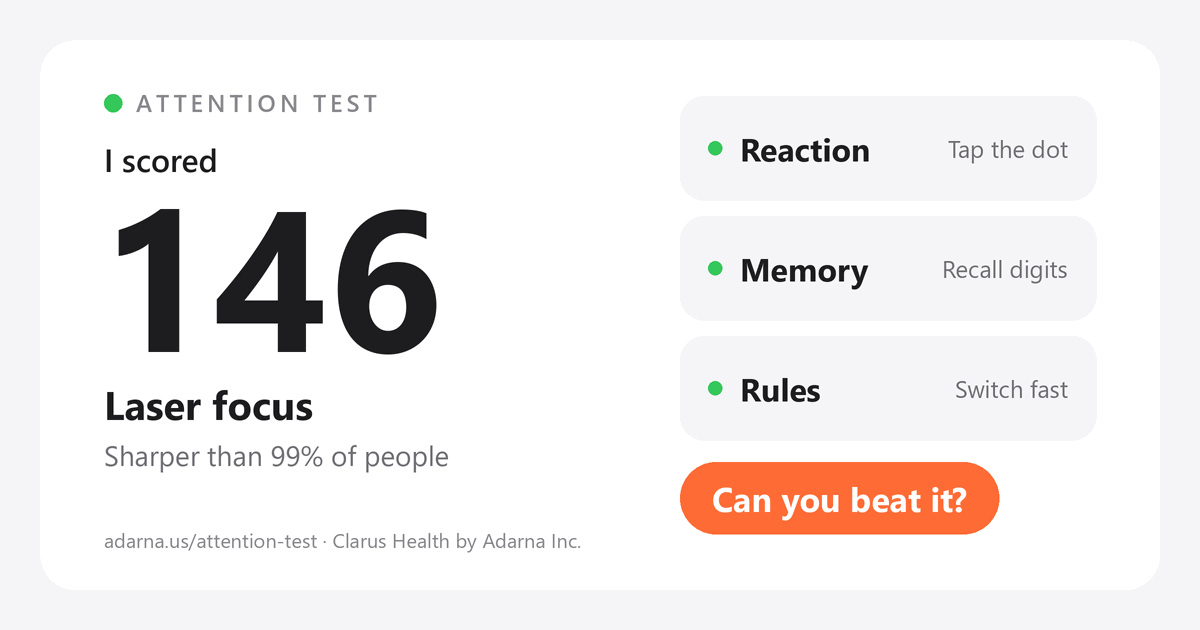 ATTENTION TEST
I scored
146
Laser focus
Sharper than 99% of people
adarna.us/attention-test · Clarus Health by Adarna Inc.
Reaction Tap the dot
Memory Recall digits
Rules Switch fast
Can you beat it?